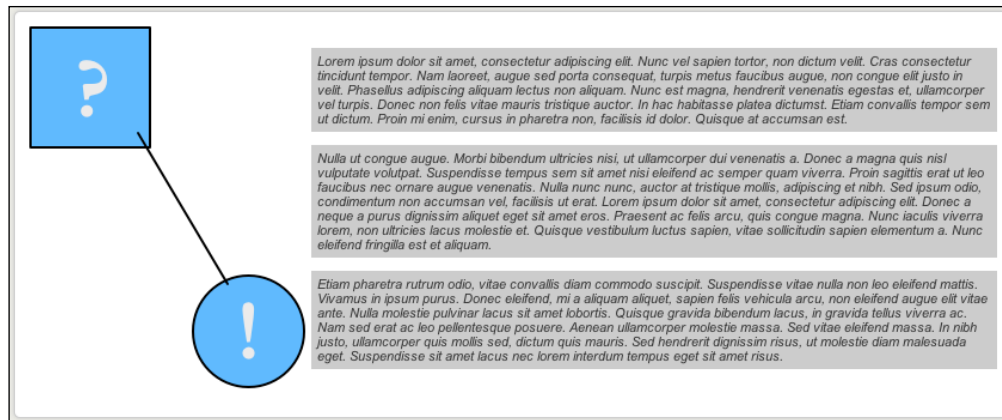 ?
Lorem ipsum dolor sit amet, consectetur adipiscing elit. Nunc vel sapien tortor, non dictum velit. Cras consectetur
tincidunt tempor. Nam laoreet, augue sed porta consequat, turpis metus faucibus augue, non congue elit justo in
velit. Phasellus adipiscing aliquam lectus non aliquam. Nunc est magna, hendrerit venenatis egestas et, ullamcorper
vel turpis. Donec non felis vitae mauris tristique auctor. In hac habitasse platea dictumst. Etiam convallis tempor sem
ut dictum. Proin mi enim, cursus in pharetra non, facilisis id dolor. Quisque at accumsan est.
Nulla ut congue augue. Morbi bibendum ultricies nisi, ut ullamcorper dui venenatis a. Donec a magna quis nisl
vulputate volutpat. Suspendisse tempus sem sit amet nisi eleifend ac semper quam viverra. Proin sagittis erat ut leo
faucibus nec ornare augue venenatis. Nulla nunc nunc, auctor at tristique mollis, adipiscing et nibh. Sed ipsum odio,
condimentum non accumsan vel, facilisis ut erat. Lorem ipsum dolor sit amet, consectetur adipiscing elit. Donec a
neque a purus dignissim aliquet eget sit amet eros. Praesent ac felis arcu, quis congue magna. Nunc iaculis viverra
lorem, non ultricies lacus molestie et. Quisque vestibulum luctus sapien, vitae sollicitudin sapien elementum a. Nunc
eleifend fringilla est et aliquam.
!
Etiam pharetra rutrum odio, vitae convallis diam commodo suscipit. Suspendisse vitae nulla non leo eleifend mattis.
Vivamus in ipsum purus. Donec eleifend, mi a aliquam aliquet, sapien felis vehicula arcu, non eleifend augue elit vitae
ante. Nulla molestie pulvinar lacus sit amet lobortis. Quisque gravida bibendum lacus, in gravida tellus viverra ac.
Nam sed erat ac leo pellentesque posuere. Aenean ullamcorper molestie massa. Sed vitae eleifend massa. In nibh
justo, ullamcorper quis mollis sed, dictum quis mauris. Sed hendrerit dignissim risus, ut molestie diam malesuada
eget. Suspendisse sit amet lacus nec lorem interdum tempus eget sit amet risus.